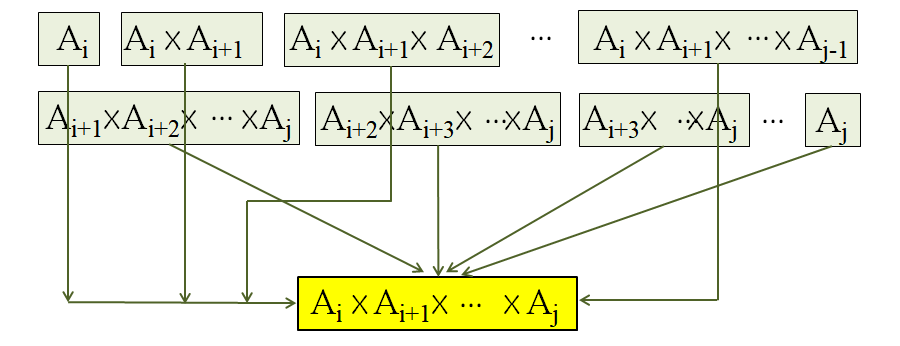 Aᵢ Aᵢ × Aᵢ₊₁ Aᵢ × Aᵢ₊₁ × Aᵢ₊₂ ⋯ Aᵢ × Aᵢ₊₁ × ⋯ × Aⱼ₋₁
Aᵢ₊₁ × Aᵢ₊₂ × ⋯ × Aⱼ Aᵢ₊₂ × Aᵢ₊₃ × ⋯ × Aⱼ Aᵢ₊₃ × ⋯ × Aⱼ ⋯ Aⱼ
Aᵢ × Aᵢ₊₁ × ⋯ × Aⱼ